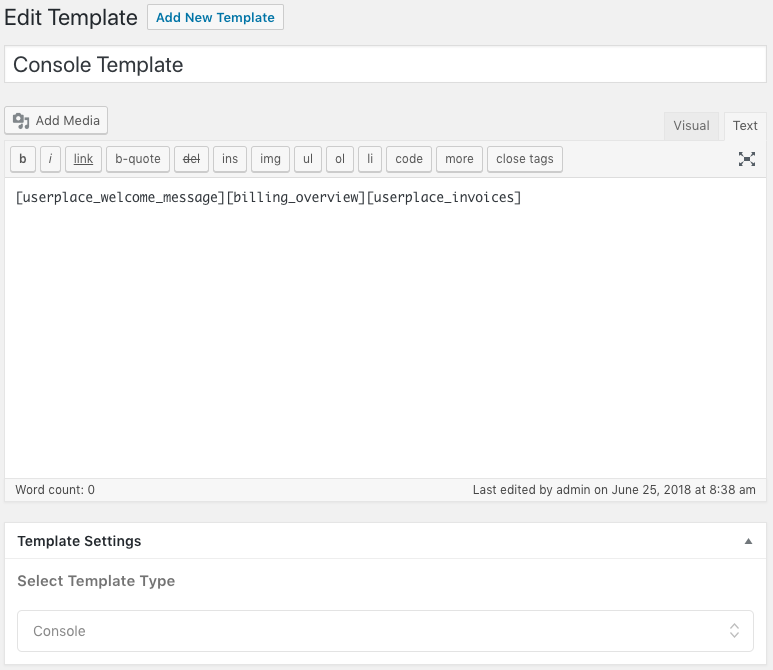 Edit Template Add New Template
Console Template
Add Media Visual Text
b i link b-quote del ins img ul ol li code more close tags
[userplace_welcome_message][billing_overview][userplace_invoices]
Word count: 0 Last edited by admin on June 25, 2018 at 8:38 am
Template Settings
Select Template Type
Console